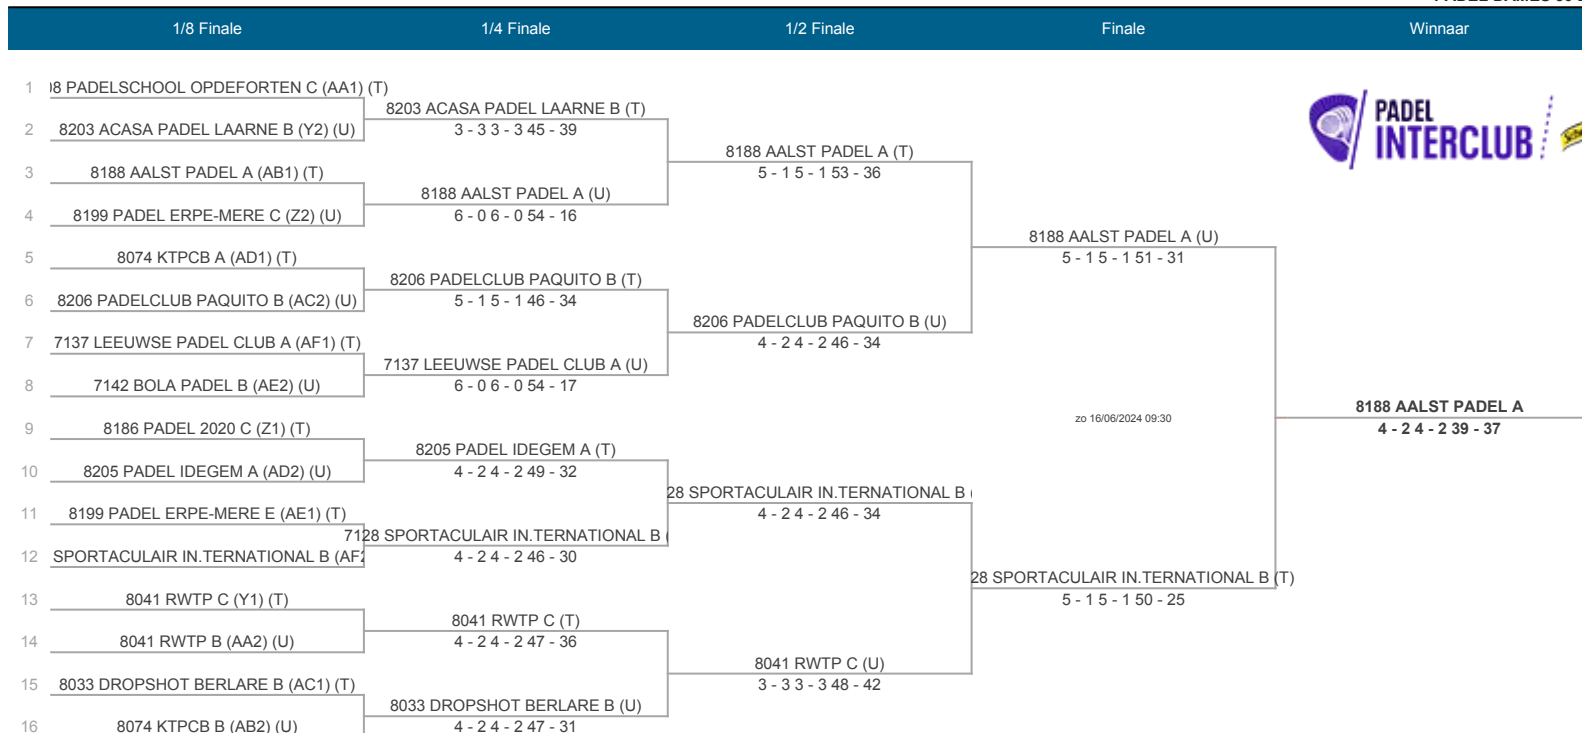 1/8 Finale 1/4 Finale 1/2 Finale Finale Winnaar
1 08 PADELSCHOOL OPDEFORTEN C (AA1) (T)
8203 ACASA PADEL LAARNE B (T)
2 8203 ACASA PADEL LAARNE B (Y2) (U) 3 - 3 3 - 3 45 - 39
PADEL
INTERCLUB
8188 AALST PADEL A (T)
3 8188 AALST PADEL A (AB1) (T) 5 - 1 5 - 1 53 - 36
8188 AALST PADEL A (U)
4 8199 PADEL ERPE-MERE C (Z2) (U) 6 - 0 6 - 0 54 - 16
8188 AALST PADEL A (U)
5 8074 KTPCB A (AD1) (T) 5 - 1 5 - 1 51 - 31
8206 PADELCLUB PAQUITO B (T)
6 8206 PADELCLUB PAQUITO B (AC2) (U) 5 - 1 5 - 1 46 - 34
8206 PADELCLUB PAQUITO B (U)
7 7137 LEEUWSE PADEL CLUB A (AF1) (T) 4 - 2 4 - 2 46 - 34
7137 LEEUWSE PADEL CLUB A (U)
8 7142 BOLA PADEL B (AE2) (U) 6 - 0 6 - 0 54 - 17
8188 AALST PADEL A
zo 16/06/2024 09:30
9 8186 PADEL 2020 C (Z1) (T) 4 - 2 4 - 2 39 - 37
8205 PADEL IDEGEM A (T)
10 8205 PADEL IDEGEM A (AD2) (U) 4 - 2 4 - 2 49 - 32
28 SPORTACULAIR IN.TERNATIONAL B (
11 8199 PADEL ERPE-MERE E (AE1) (T) 4 - 2 4 - 2 46 - 34
7128 SPORTACULAIR IN.TERNATIONAL B (
12 SPORTACULAIR IN.TERNATIONAL B (AF2 4 - 2 4 - 2 46 - 30
28 SPORTACULAIR IN.TERNATIONAL B (T)
13 8041 RWTP C (Y1) (T) 5 - 1 5 - 1 50 - 25
8041 RWTP C (T)
14 8041 RWTP B (AA2) (U) 4 - 2 4 - 2 47 - 36
8041 RWTP C (U)
15 8033 DROPSHOT BERLARE B (AC1) (T) 3 - 3 3 - 3 48 - 42
8033 DROPSHOT BERLARE B (U)
16 8074 KTPCB B (AB2) (U) 4 - 2 4 - 2 47 - 31